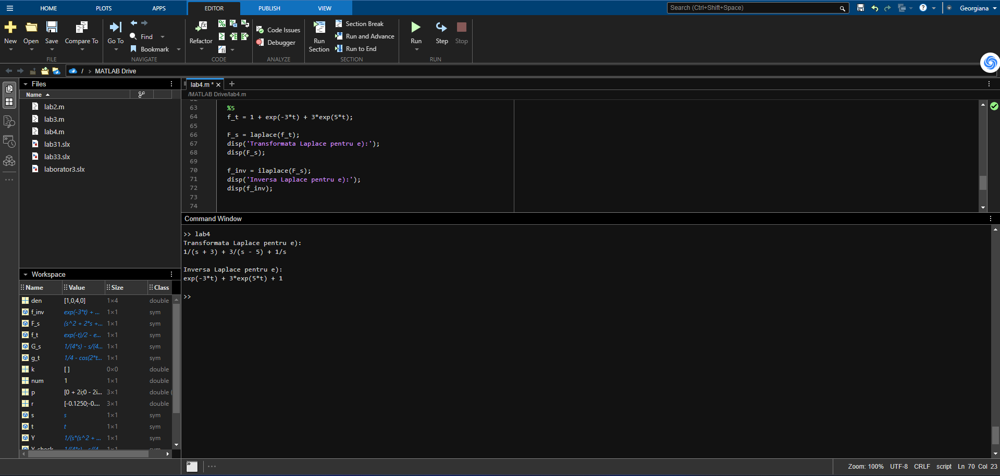 HOME PLOTS APPS EDITOR PUBLISH VIEW Search (Ctrl+Shift+Space) Georgiana
New Open Save Compare To Go To Find Bookmark Refactor Code Issues Debugger Run Section Section Break Run and Advance Run to End Run Step Stop
FILE NAVIGATE CODE ANALYZE SECTION RUN
/ > MATLAB Drive
Files
Name
lab2.m
lab3.m
lab4.m
lab31.slx
lab33.slx
laborator3.slx
Workspace
Name Value Size Class
den [1,0,4,0] 1×4 double
f_inv exp(-3*t) + ... 1×1 sym
F_s (s^2 + 2*s +... 1×1 sym
f_t exp(-t)/2 - e... 1×1 sym
G_s 1/(4*s) - s/(4... 1×1 sym
g_t 1/4 - cos(2*t... 1×1 sym
k [ ] 0×0 double
num 1 1×1 double
p [0 + 2i;0 - 2i... 3×1 double (
r [-0.1250;-0.... 3×1 double
s s 1×1 sym
t t 1×1 sym
Y 1/(s*(s^2 + ... 1×1 sym
lab4.m * × +
/MATLAB Drive/lab4.m
63 %5
64 f_t = 1 + exp(-3*t) + 3*exp(5*t);
65
66 F_s = laplace(f_t);
67 disp('Transformata Laplace pentru e):');
68 disp(F_s);
69
70 f_inv = ilaplace(F_s);
71 disp('Inversa Laplace pentru e):');
72 disp(f_inv);
73
74
Command Window
>> lab4
Transformata Laplace pentru e):
1/(s + 3) + 3/(s - 5) + 1/s
Inversa Laplace pentru e):
exp(-3*t) + 3*exp(5*t) + 1
>>
Zoom: 100% UTF-8 CRLF script Ln 70 Col 23